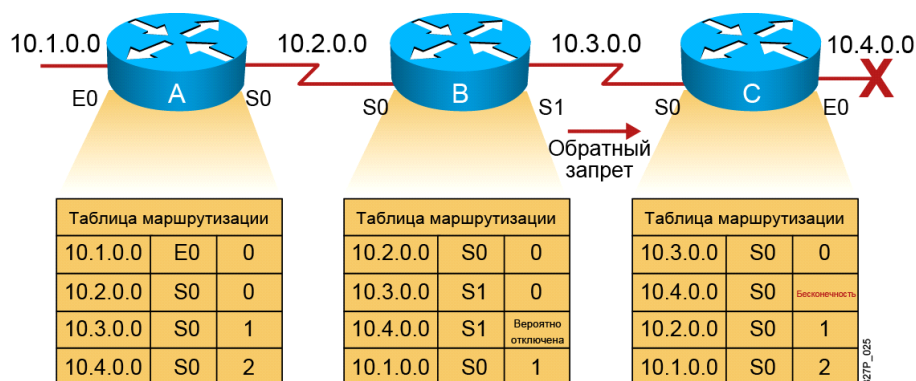 10.1.0.0 10.2.0.0 10.3.0.0 10.4.0.0
A B C X
E0 S0 S0 S1 S0 E0
Обратный
запрет
Таблица маршрутизации
10.1.0.0 E0 0
10.2.0.0 S0 0
10.3.0.0 S0 1
10.4.0.0 S0 2
Таблица маршрутизации
10.2.0.0 S0 0
10.3.0.0 S1 0
10.4.0.0 S1 Вероятно
отключена
10.1.0.0 S0 1
Таблица маршрутизации
10.3.0.0 S0 0
10.4.0.0 S0 Бесконечность
10.2.0.0 S0 1
10.1.0.0 S0 2
27P_025